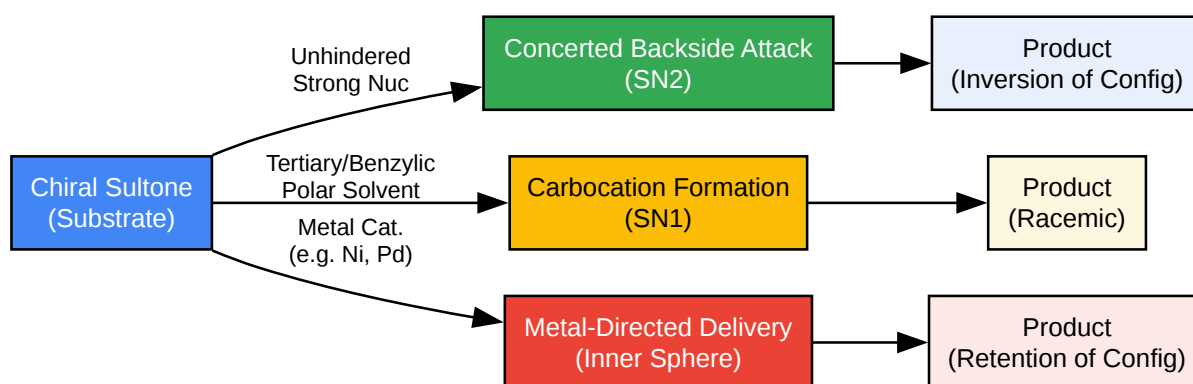 Chiral Sultone
(Substrate)
Unhindered
Strong Nuc
Concerted Backside Attack
(SN2)
Product
(Inversion of Config)
Tertiary/Benzylic
Polar Solvent
Carbocation Formation
(SN1)
Product
(Racemic)
Metal Cat.
(e.g. Ni, Pd)
Metal-Directed Delivery
(Inner Sphere)
Product
(Retention of Config)